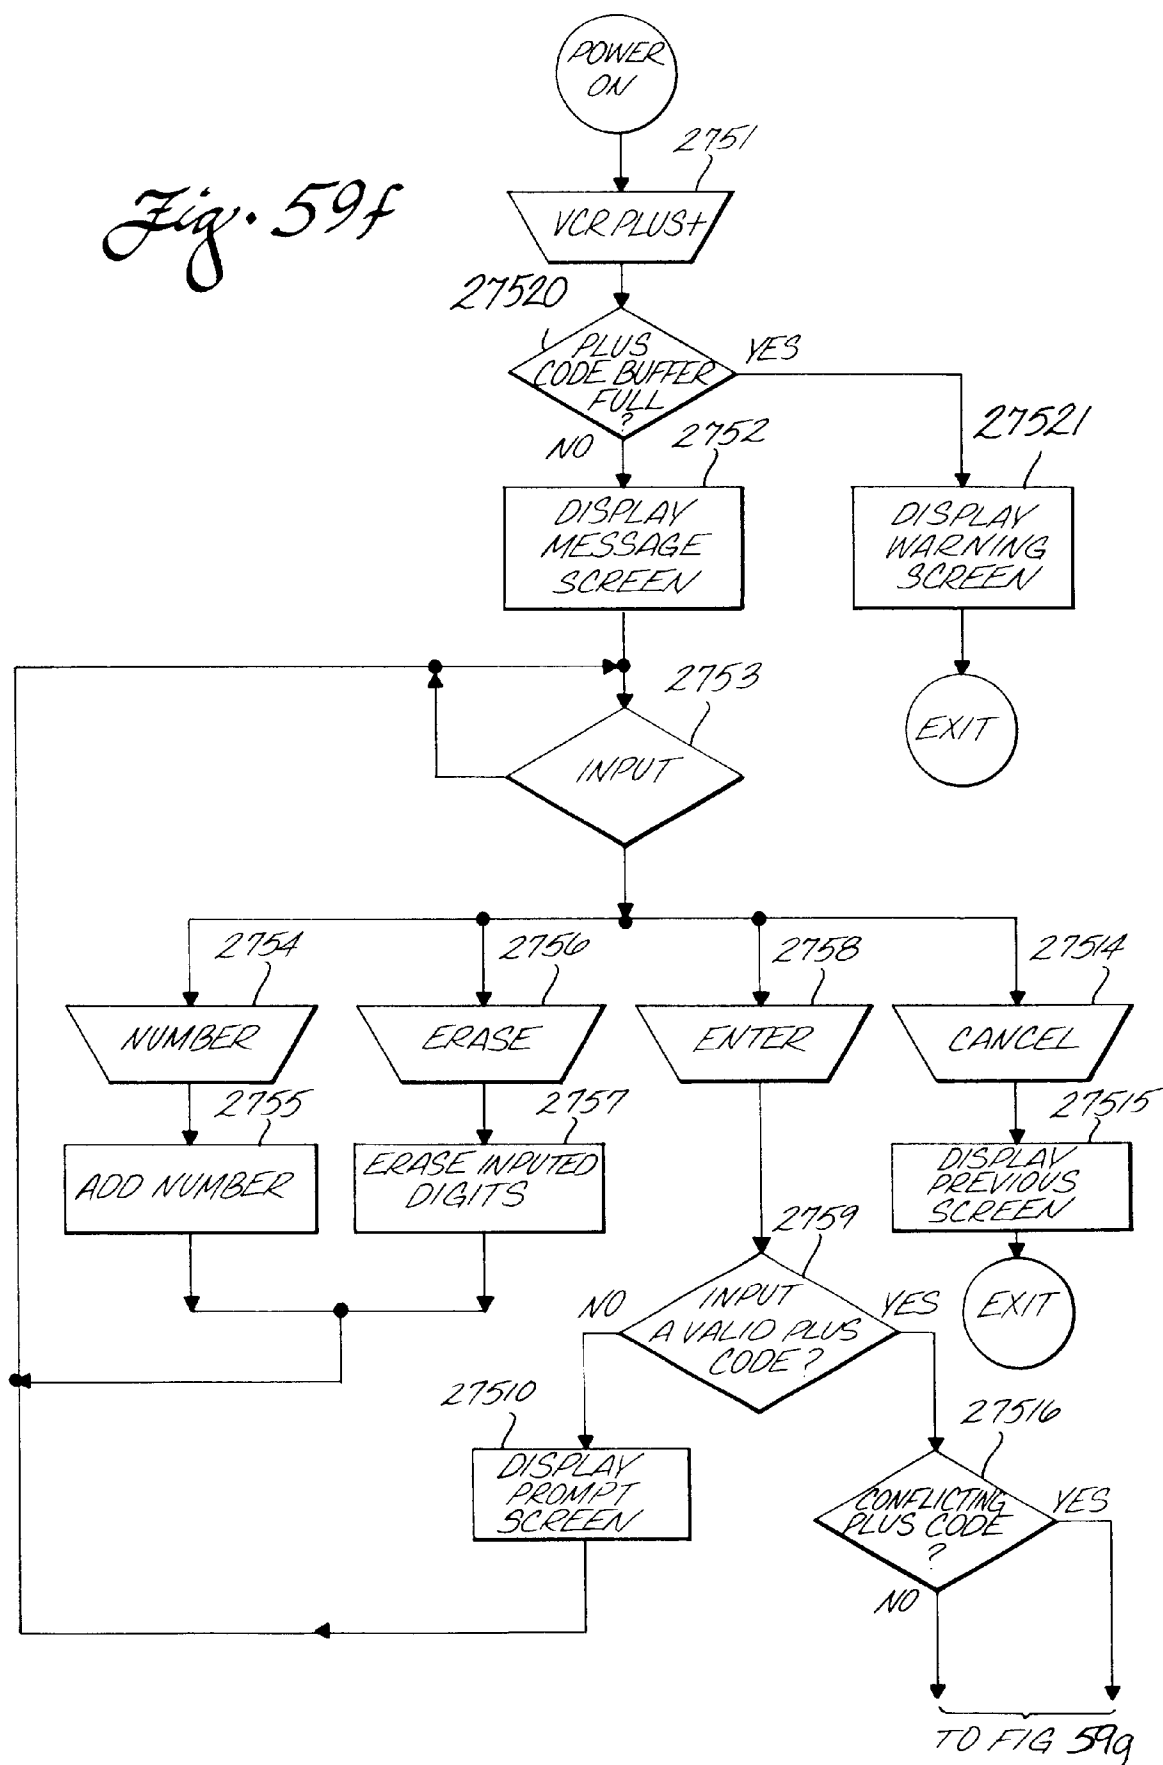 POWER
ON
2751
Fig. 59f
VCR PLUS+
27520
PLUS
CODE BUFFER
FULL
?
YES
NO
2752
27521
DISPLAY
MESSAGE
SCREEN
DISPLAY
WARNING
SCREEN
2753
INPUT
EXIT
2754
2756
2758
27514
NUMBER
ERASE
ENTER
CANCEL
2755
2757
27515
ADD NUMBER
ERASE INPUTED
DIGITS
DISPLAY
PREVIOUS
SCREEN
2759
NO
INPUT
A VALID PLUS
CODE?
YES
EXIT
27510
27516
DISPLAY
PROMPT
SCREEN
CONFLICTING
PLUS CODE
?
YES
NO
TO FIG 59g